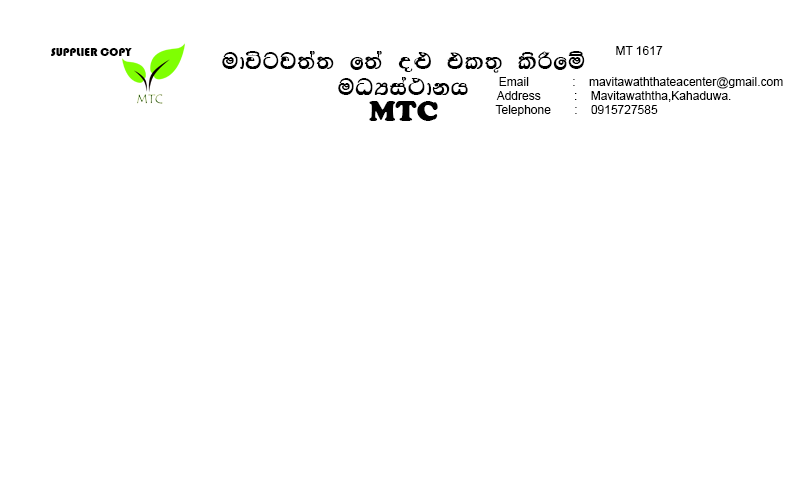 SUPPLIER COPY
MTC
මාවිටවත්ත තේ දළු එකතු කිරීමේ
මධ්‍යස්ථානය
MTC
MT 1617
Email : mavitawaththateacenter@gmail.com
Address : Mavitawaththa,Kahaduwa.
Telephone : 0915727585